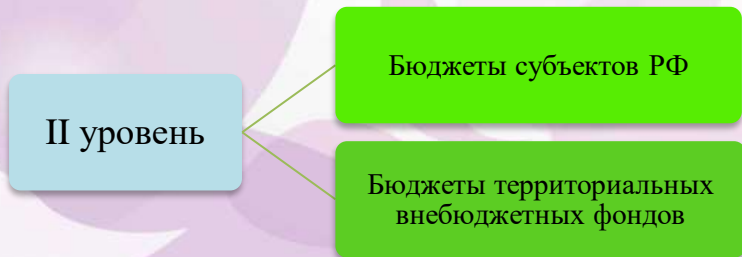 II уровень
Бюджеты субъектов РФ
Бюджеты территориальных
внебюджетных фондов